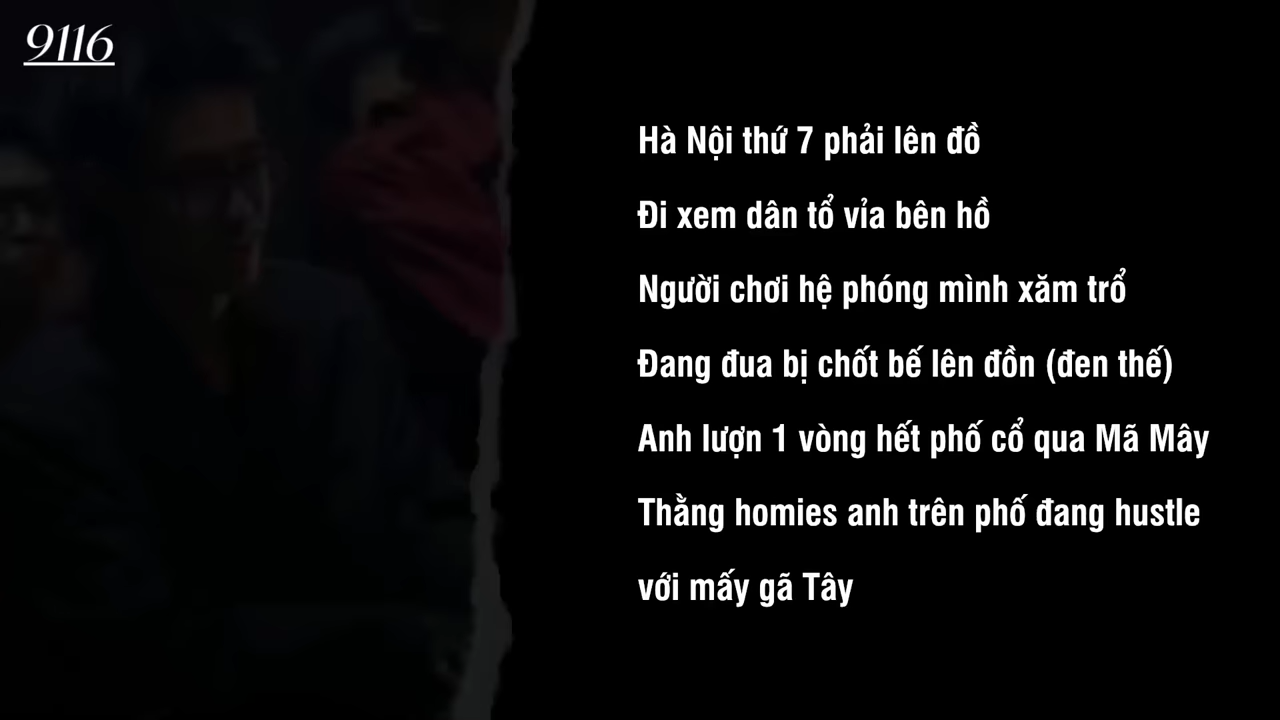 9116
Hà Nội thứ 7 phải lên đồ
Đi xem dân tổ vỉa bên hồ
Người chơi hệ phóng mình xăm trổ
Đang đua bị chốt bế lên đồn (đen thế)
Anh lượn 1 vòng hết phố cổ qua Mã Mây
Thằng homies anh trên phố đang hustle
với mấy gã Tây